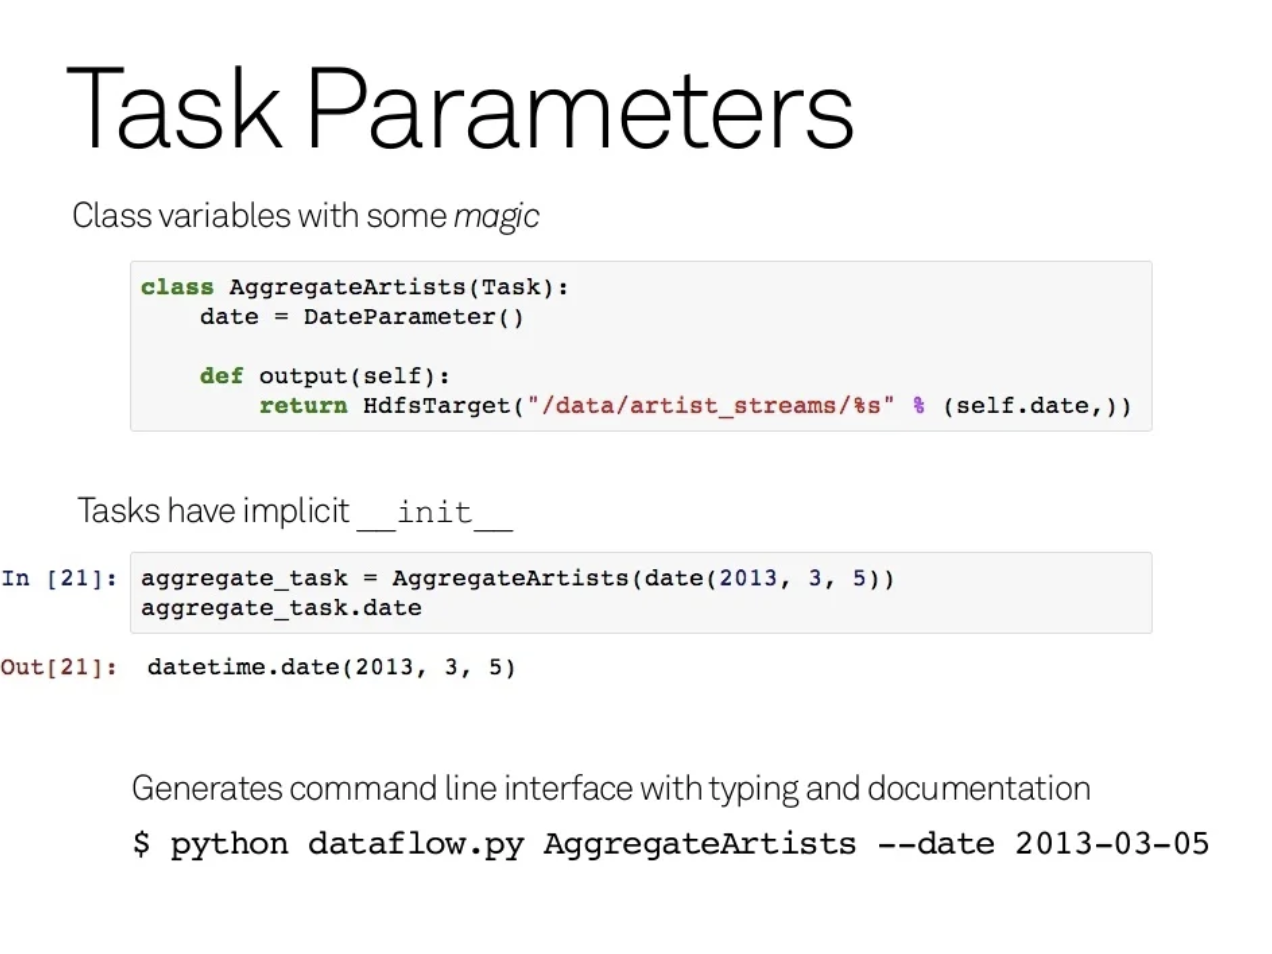 Task Parameters
Class variables with some magic
class AggregateArtists(Task):
    date = DateParameter()
    def output(self):
        return HdfsTarget("/data/artist_streams/%s" % (self.date,))
Tasks have implicit __init__
In [21]: aggregate_task = AggregateArtists(date(2013, 3, 5))
aggregate_task.date
Out[21]: datetime.date(2013, 3, 5)
Generates command line interface with typing and documentation
$ python dataflow.py AggregateArtists --date 2013-03-05